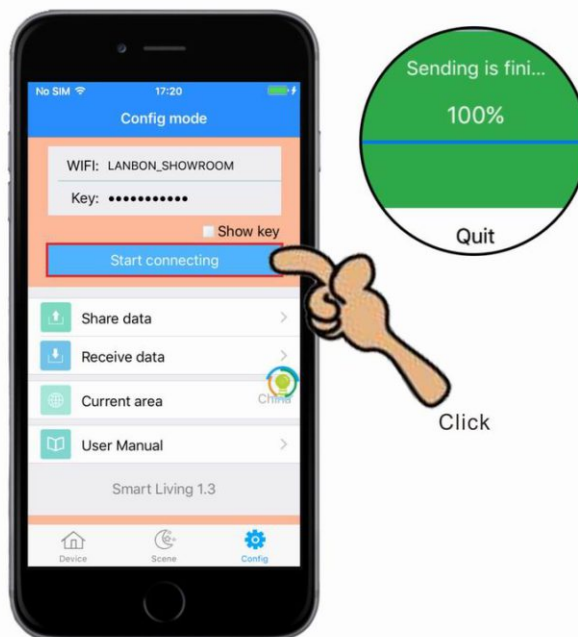 No SIM 17:20
Config mode
WIFI: LANBON_SHOWROOM
Key: •••••••••••
Show key
Start connecting
Share data
Receive data
Current area China
User Manual
Smart Living 1.3
Device Scene Config
Sending is fini...
100%
Quit
Click